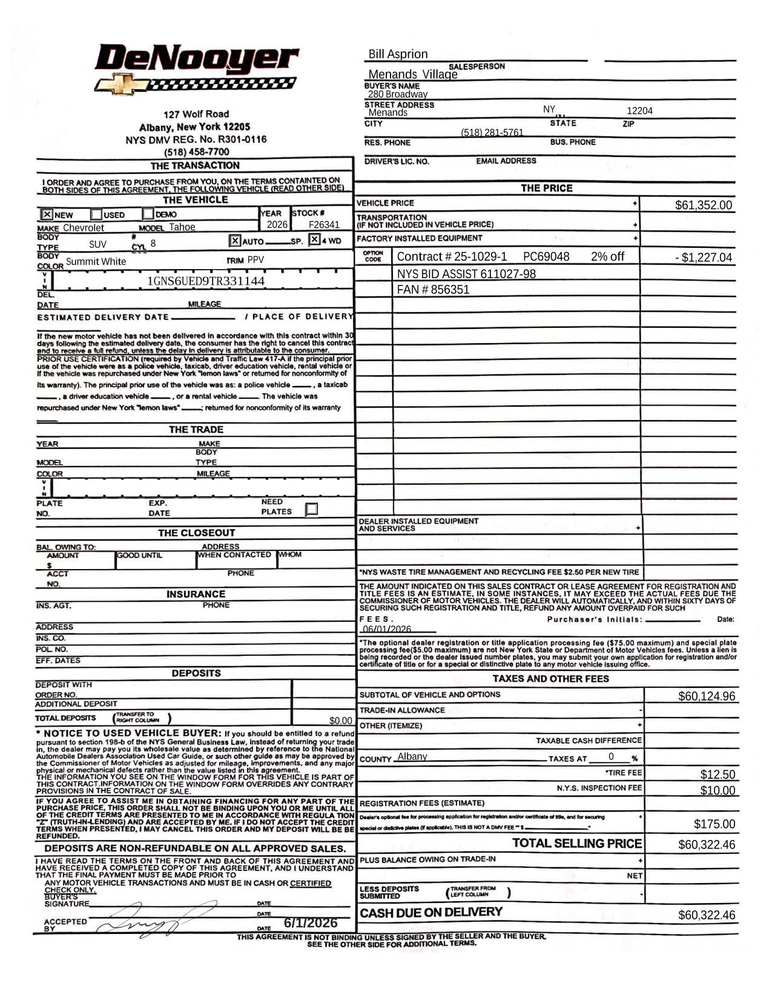 DeNooyer
127 Wolf Road
Albany, New York 12205
NYS DMV REG. No. R301-0116
(518) 458-7700
Bill Asprion
SALESPERSON
Menands Village
BUYER'S NAME
280 Broadway
STREET ADDRESS
Menands NY 12204
CITY STATE ZIP
(518) 281-5761
RES. PHONE BUS. PHONE
DRIVER'S LIC. NO. EMAIL ADDRESS
THE TRANSACTION
I ORDER AND AGREE TO PURCHASE FROM YOU, ON THE TERMS CONTAINTED ON
BOTH SIDES OF THIS AGREEMENT, THE FOLLOWING VEHICLE (READ OTHER SIDE)
THE VEHICLE
☒ NEW ☐ USED ☐ DEMO YEAR STOCK #
2026 F26341
MAKE Chevrolet MODEL Tahoe
BODY TYPE SUV # CYL 8 ☒ AUTO SP. ☒ 4 WD
BODY COLOR Summit White TRIM PPV
VIN 1GNS6UED9TR331144
DEL. DATE MILEAGE
ESTIMATED DELIVERY DATE / PLACE OF DELIVERY
If the new motor vehicle has not been delivered in accordance with this contract within 30
days following the estimated delivery date, the consumer has the right to cancel this contract
and to receive a full refund, unless the delay in delivery is attributable to the consumer.
PRIOR USE CERTIFICATION (required by Vehicle and Traffic Law 417-A if the principal prior
use of the vehicle were as a police vehicle, taxicab, driver education vehicle, rental vehicle or
If the vehicle was repurchased under New York "lemon laws" or returned for nonconformity of
its warranty). The principal prior use of the vehicle was as: a police vehicle ____ , a taxicab
____ , a driver education vehicle ____ , or a rental vehicle ____. The vehicle was
repurchased under New York "lemon laws" ____; returned for nonconformity of its warranty
____
THE TRADE
YEAR MAKE
BODY
MODEL TYPE
COLOR MILEAGE
VIN
PLATE NO. EXP. DATE NEED PLATES ☐
THE CLOSEOUT
BAL. OWING TO: ADDRESS
AMOUNT $ GOOD UNTIL WHEN CONTACTED WHOM
ACCT NO. PHONE
INSURANCE
INS. AGT. PHONE
ADDRESS
INS. CO.
POL. NO.
EFF. DATES
DEPOSITS
DEPOSIT WITH
ORDER NO.
ADDITIONAL DEPOSIT
TOTAL DEPOSITS (TRANSFER TO RIGHT COLUMN) $0.00
* NOTICE TO USED VEHICLE BUYER: If you should be entitled to a refund
pursuant to section 198-b of the NYS General Business Law, instead of returning your trade
in, the dealer may pay you its wholesale value as determined by reference to the National
Automobile Dealers Association Used Car Guide, or such other guide as may be approved by
the Commissioner of Motor Vehicles as adjusted for mileage, improvements, and any major
physical or mechanical defects rather than the value listed in this agreement.
THE INFORMATION YOU SEE ON THE WINDOW FORM FOR THIS VEHICLE IS PART OF
THIS CONTRACT.INFORMATION ON THE WINDOW FORM OVERRIDES ANY CONTRARY
PROVISIONS IN THE CONTRACT OF SALE.
IF YOU AGREE TO ASSIST ME IN OBTAINING FINANCING FOR ANY PART OF THE
PURCHASE PRICE, THIS ORDER SHALL NOT BE BINDING UPON YOU OR ME UNTIL ALL
OF THE CREDIT TERMS ARE PRESENTED TO ME IN ACCORDANCE WITH REGULATION
"Z" (TRUTH-IN-LENDING) AND ARE ACCEPTED BY ME. IF I DO NOT ACCEPT THE CREDIT
TERMS WHEN PRESENTED, I MAY CANCEL THIS ORDER AND MY DEPOSIT WILL BE BE
REFUNDED.
DEPOSITS ARE NON-REFUNDABLE ON ALL APPROVED SALES.
I HAVE READ THE TERMS ON THE FRONT AND BACK OF THIS AGREEMENT AND
HAVE RECEIVED A COMPLETED COPY OF THIS AGREEMENT, AND I UNDERSTAND
THAT THE FINAL PAYMENT MUST BE MADE PRIOR TO
ANY MOTOR VEHICLE TRANSACTIONS AND MUST BE IN CASH OR CERTIFIED
CHECK ONLY.
BUYER'S
SIGNATURE DATE
DATE
ACCEPTED BY DATE 6/1/2026
THE PRICE
VEHICLE PRICE + $61,352.00
TRANSPORTATION
(IF NOT INCLUDED IN VEHICLE PRICE) +
FACTORY INSTALLED EQUIPMENT +
OPTION CODE Contract # 25-1029-1 PC69048 2% off - $1,227.04
NYS BID ASSIST 611027-98
FAN # 856351
DEALER INSTALLED EQUIPMENT
AND SERVICES +
*NYS WASTE TIRE MANAGEMENT AND RECYCLING FEE $2.50 PER NEW TIRE
THE AMOUNT INDICATED ON THIS SALES CONTRACT OR LEASE AGREEMENT FOR REGISTRATION AND
TITLE FEES IS AN ESTIMATE, IN SOME INSTANCES, IT MAY EXCEED THE ACTUAL FEES DUE THE
COMMISSIONER OF MOTOR VEHICLES. THE DEALER WILL AUTOMATICALLY, AND WITHIN SIXTY DAYS OF
SECURING SUCH REGISTRATION AND TITLE, REFUND ANY AMOUNT OVERPAID FOR SUCH
FEES. Purchaser's Initials: ____ Date:
06/01/2026
*The optional dealer registration or title application processing fee ($75.00 maximum) and special plate
processing fee($5.00 maximum) are not New York State or Department of Motor Vehicles fees. Unless a lien is
being recorded or the dealer issued number plates, you may submit your own application for registration and/or
certificate of title or for a special or distinctive plate to any motor vehicle issuing office.
TAXES AND OTHER FEES
SUBTOTAL OF VEHICLE AND OPTIONS $60,124.96
TRADE-IN ALLOWANCE -
OTHER (ITEMIZE) +
TAXABLE CASH DIFFERENCE
COUNTY Albany TAXES AT 0 %
*TIRE FEE $12.50
N.Y.S. INSPECTION FEE $10.00
REGISTRATION FEES (ESTIMATE)
Dealer's optional fee for processing application for registration and/or certificate of title, and for securing +
special or distictive plates (if applicable). THIS IS NOT A DMV FEE ** $ ____* $175.00
TOTAL SELLING PRICE $60,322.46
PLUS BALANCE OWING ON TRADE-IN +
NET
LESS DEPOSITS SUBMITTED (TRANSFER FROM LEFT COLUMN) -
CASH DUE ON DELIVERY $60,322.46
THIS AGREEMENT IS NOT BINDING UNLESS SIGNED BY THE SELLER AND THE BUYER.
SEE THE OTHER SIDE FOR ADDITIONAL TERMS.